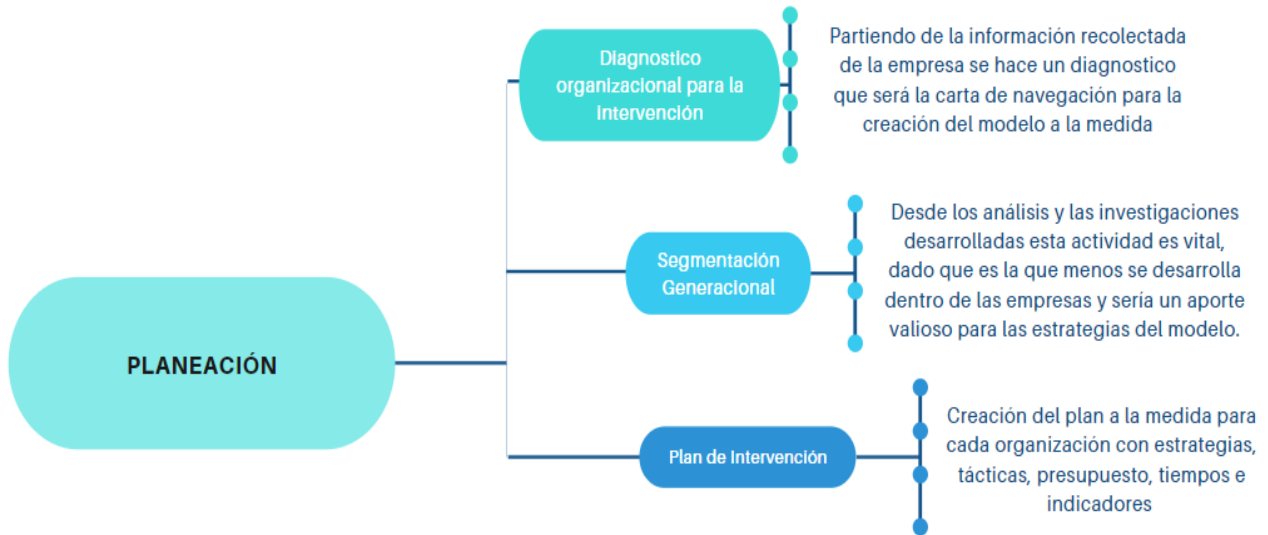 PLANEACIÓN
Diagnostico
organizacional para la
intervención
Partiendo de la información recolectada
de la empresa se hace un diagnostico
que será la carta de navegación para la
creación del modelo a la medida
Segmentación
Generacional
Desde los análisis y las investigaciones
desarrolladas esta actividad es vital,
dado que es la que menos se desarrolla
dentro de las empresas y sería un aporte
valioso para las estrategias del modelo.
Plan de Intervención
Creación del plan a la medida para
cada organización con estrategias,
tácticas, presupuesto, tiempos e
indicadores